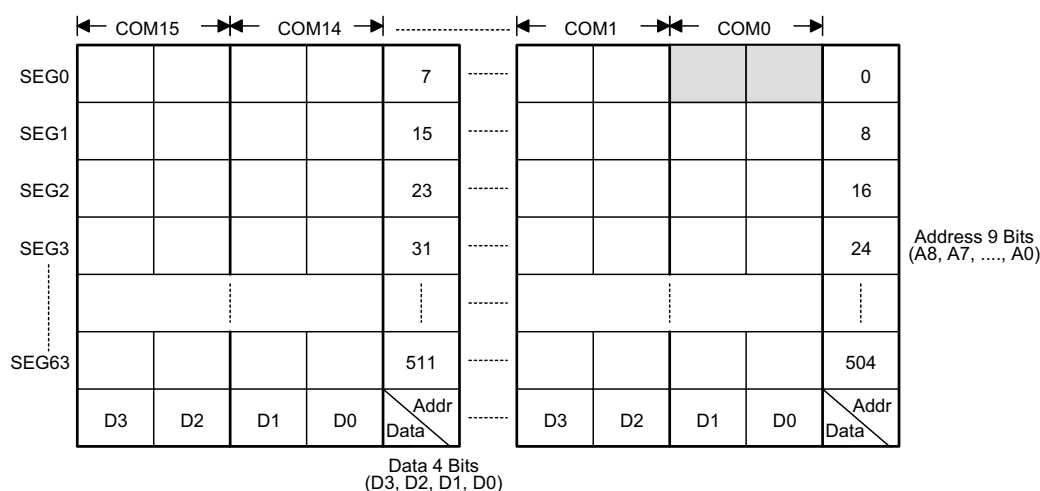 COM15 COM14 COM1 COM0
SEG0 7 0
SEG1 15 8
SEG2 23 16
SEG3 31 24
Address 9 Bits
(A8, A7, ...., A0)
SEG63 511 504
D3 D2 D1 D0 Addr D3 D2 D1 D0 Addr
Data Data
Data 4 Bits
(D3, D2, D1, D0)